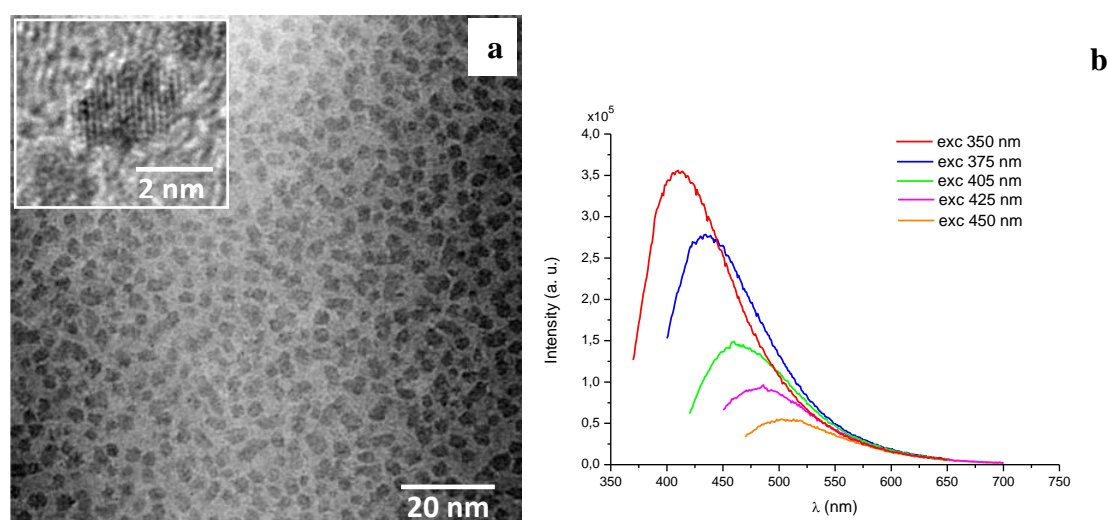 a
2 nm
20 nm
b
x10⁵
4,0
3,5
3,0
2,5
2,0
1,5
1,0
0,5
0,0
Intensity (a. u.)
exc 350 nm
exc 375 nm
exc 405 nm
exc 425 nm
exc 450 nm
350 400 450 500 550 600 650 700 750
λ (nm)